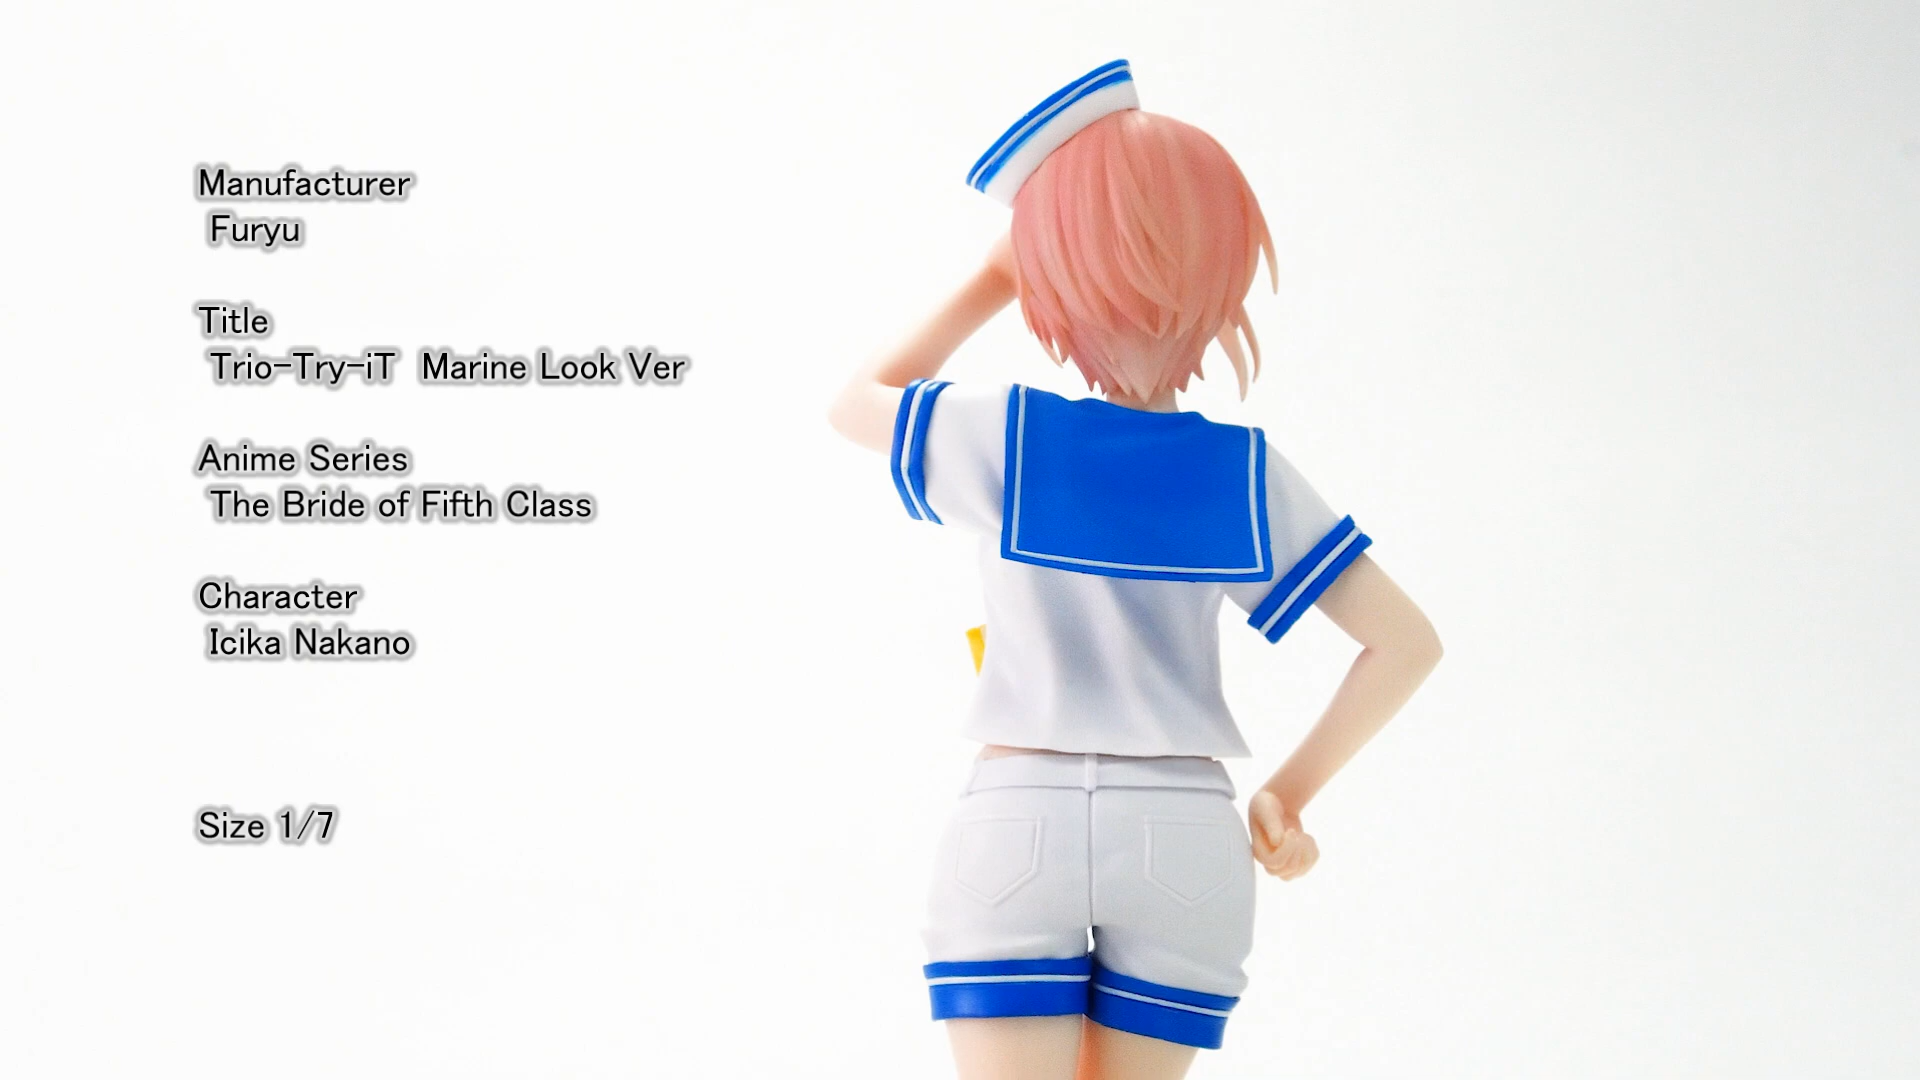 Manufacturer
Furyu
Title
Trio-Try-iT Marine Look Ver
Anime Series
The Bride of Fifth Class
Character
Icika Nakano
Size 1/7